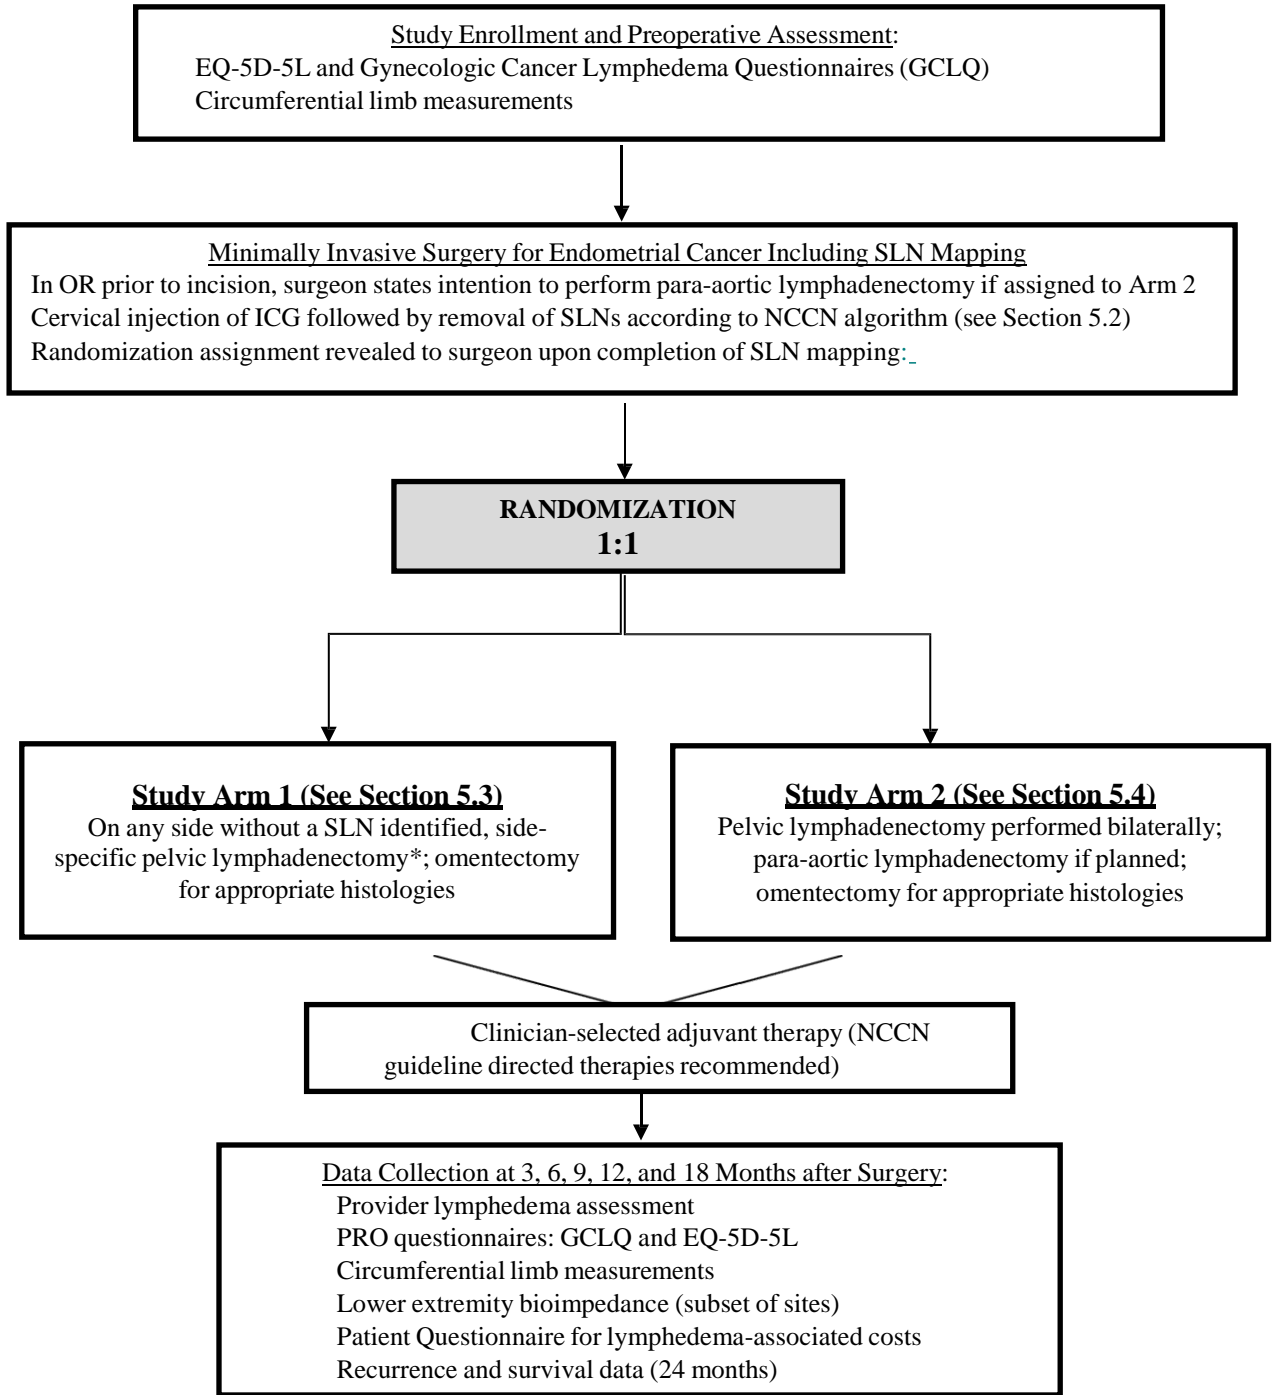 Study Enrollment and Preoperative Assessment:
EQ-5D-5L and Gynecologic Cancer Lymphedema Questionnaires (GCLQ)
Circumferential limb measurements
Minimally Invasive Surgery for Endometrial Cancer Including SLN Mapping
In OR prior to incision, surgeon states intention to perform para-aortic lymphadenectomy if assigned to Arm 2
Cervical injection of ICG followed by removal of SLNs according to NCCN algorithm (see Section 5.2)
Randomization assignment revealed to surgeon upon completion of SLN mapping:
RANDOMIZATION
1:1
Study Arm 1 (See Section 5.3)
On any side without a SLN identified, side-
specific pelvic lymphadenectomy*; omentectomy
for appropriate histologies
Study Arm 2 (See Section 5.4)
Pelvic lymphadenectomy performed bilaterally;
para-aortic lymphadenectomy if planned;
omentectomy for appropriate histologies
Clinician-selected adjuvant therapy (NCCN
guideline directed therapies recommended)
Data Collection at 3, 6, 9, 12, and 18 Months after Surgery:
Provider lymphedema assessment
PRO questionnaires: GCLQ and EQ-5D-5L
Circumferential limb measurements
Lower extremity bioimpedance (subset of sites)
Patient Questionnaire for lymphedema-associated costs
Recurrence and survival data (24 months)